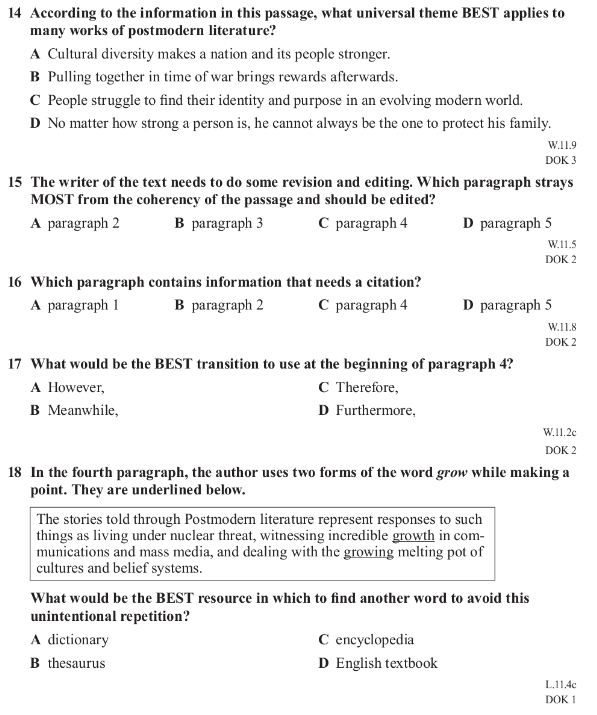 14 According to the information in this passage, what universal theme BEST applies to
many works of postmodern literature?
A Cultural diversity makes a nation and its people stronger.
B Pulling together in time of war brings rewards afterwards.
C People struggle to find their identity and purpose in an evolving modern world.
D No matter how strong a person is, he cannot always be the one to protect his family.
W.11.9
DOK 3
15 The writer of the text needs to do some revision and editing. Which paragraph strays
MOST from the coherency of the passage and should be edited?
A paragraph 2 B paragraph 3 C paragraph 4 D paragraph 5
W.11.5
DOK 2
16 Which paragraph contains information that needs a citation?
A paragraph 1 B paragraph 2 C paragraph 4 D paragraph 5
W.11.8
DOK 2
17 What would be the BEST transition to use at the beginning of paragraph 4?
A However, C Therefore,
B Meanwhile, D Furthermore,
W.11.2c
DOK 2
18 In the fourth paragraph, the author uses two forms of the word grow while making a
point. They are underlined below.
The stories told through Postmodern literature represent responses to such
things as living under nuclear threat, witnessing incredible growth in com-
munications and mass media, and dealing with the growing melting pot of
cultures and belief systems.
What would be the BEST resource in which to find another word to avoid this
unintentional repetition?
A dictionary C encyclopedia
B thesaurus D English textbook
L.11.4c
DOK 1